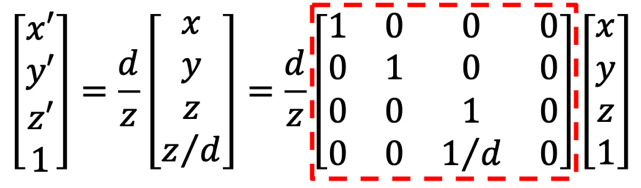 [x′ y′ z′ 1] = d/z [x y z z/d] = d/z [1 0 0 0
0 1 0 0
0 0 1 0
0 0 1/d 0] [x y z 1]